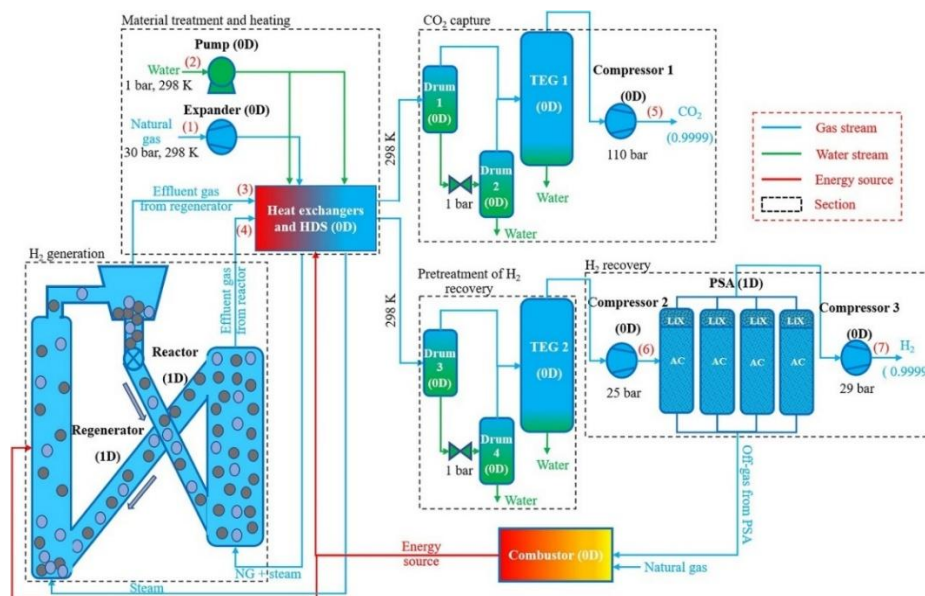 Material treatment and heating
Pump (0D)
(2)
Water
1 bar, 298 K
Expander (0D)
(1)
Natural
gas
30 bar, 298 K
Effluent gas
from regenerator
(3)
(4)
Heat exchangers
and HDS (0D)
Effluent gas
from reactor
298 K
298 K
CO2 capture
Drum
1
(0D)
1 bar
Drum
2
(0D)
Water
TEG 1
(0D)
Water
Compressor 1
(0D)
(5)
CO2
(0.9999)
110 bar
Gas stream
Water stream
Energy source
Section
H2 generation
Reactor
(1D)
Regenerator
(1D)
NG + steam
Steam
Pretreatment of H2
recovery
Drum
3
(0D)
1 bar
Drum
4
(0D)
Water
TEG 2
(0D)
Water
H2 recovery
Compressor 2
(0D)
(6)
25 bar
PSA (1D)
LiX
LiX
LiX
LiX
AC
AC
AC
AC
Compressor 3
(0D)
(7)
H2
( 0.9999)
29 bar
Off-gas from PSA
Energy
source
Combustor (0D)
Natural gas